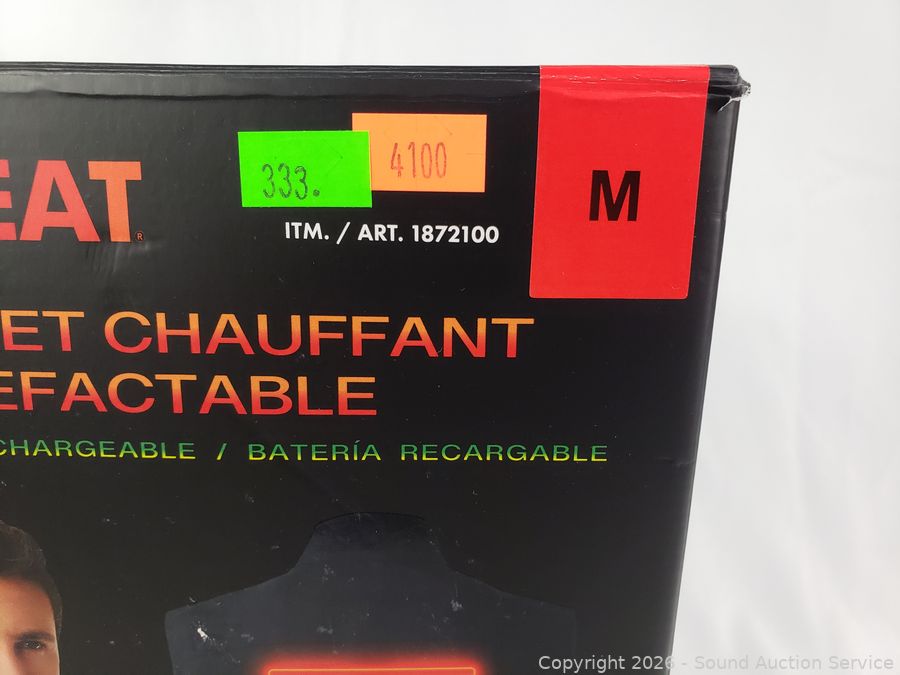 4100
333.
M
EAT®
ITM. / ART. 1872100
ET CHAUFFANT
EFACTABLE
CHARGEABLE / BATERÍA RECARGABLE
Copyright 2026 - Sound Auction Service